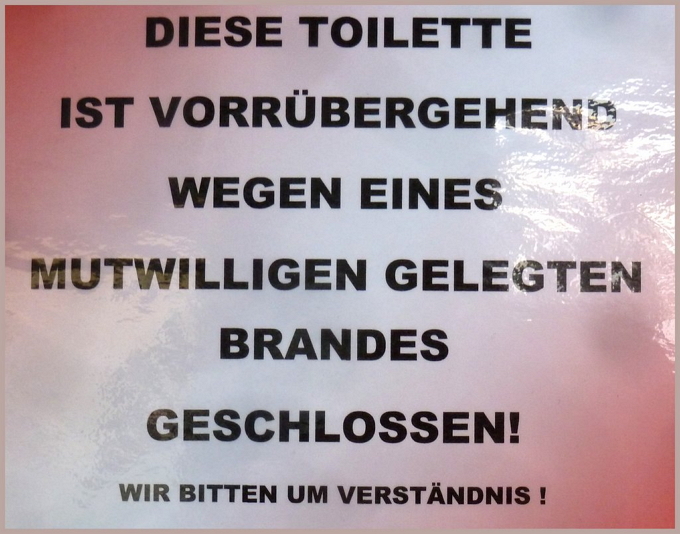 DIESE TOILETTE
IST VORRÜBERGEHEND
WEGEN EINES
MUTWILLIGEN GELEGTEN
BRANDES
GESCHLOSSEN!
WIR BITTEN UM VERSTÄNDNIS !